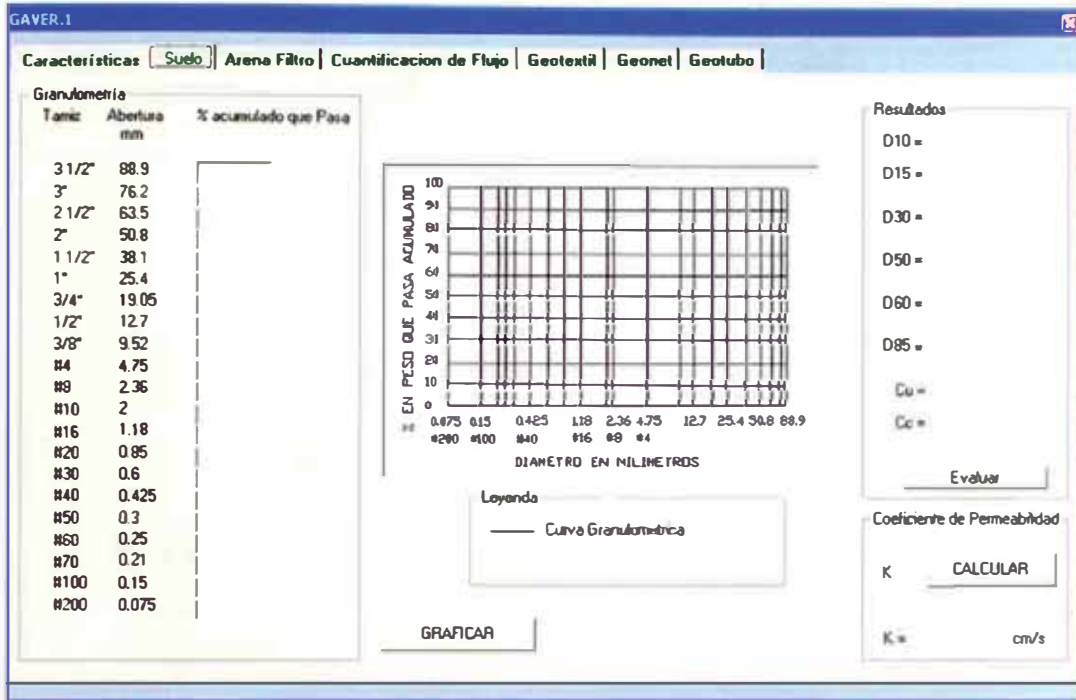 GAVER.1
Características Suelo Arena Filtro Cuantificacion de Flujo Geotextil Geonet Geotubo
Granulometría
Tamiz Abertura mm % acumulado que Pasa
3 1/2" 88.9
3" 76.2
2 1/2" 63.5
2" 50.8
1 1/2" 38.1
1" 25.4
3/4" 19.05
1/2" 12.7
3/8" 9.52
#4 4.75
#8 2.36
#10 2
#16 1.18
#20 0.85
#30 0.6
#40 0.425
#50 0.3
#60 0.25
#70 0.21
#100 0.15
#200 0.075
EN PESO QUE PASA ACUMULADO
100
90
80
70
60
50
40
30
20
10
0
0.075 0.15 0.425 1.18 2.36 4.75 12.7 25.4 50.8 88.9
#200 #100 #40 #16 #8 #4
DIAMETRO EN MILIMETROS
Leyenda
Curva Granulometrica
GRAFICAR
Resultados
D10 =
D15 =
D30 =
D50 =
D60 =
D85 =
Cu =
Cc =
Evaluar
Coeficiente de Permeabilidad
K CALCULAR
K = cm/s